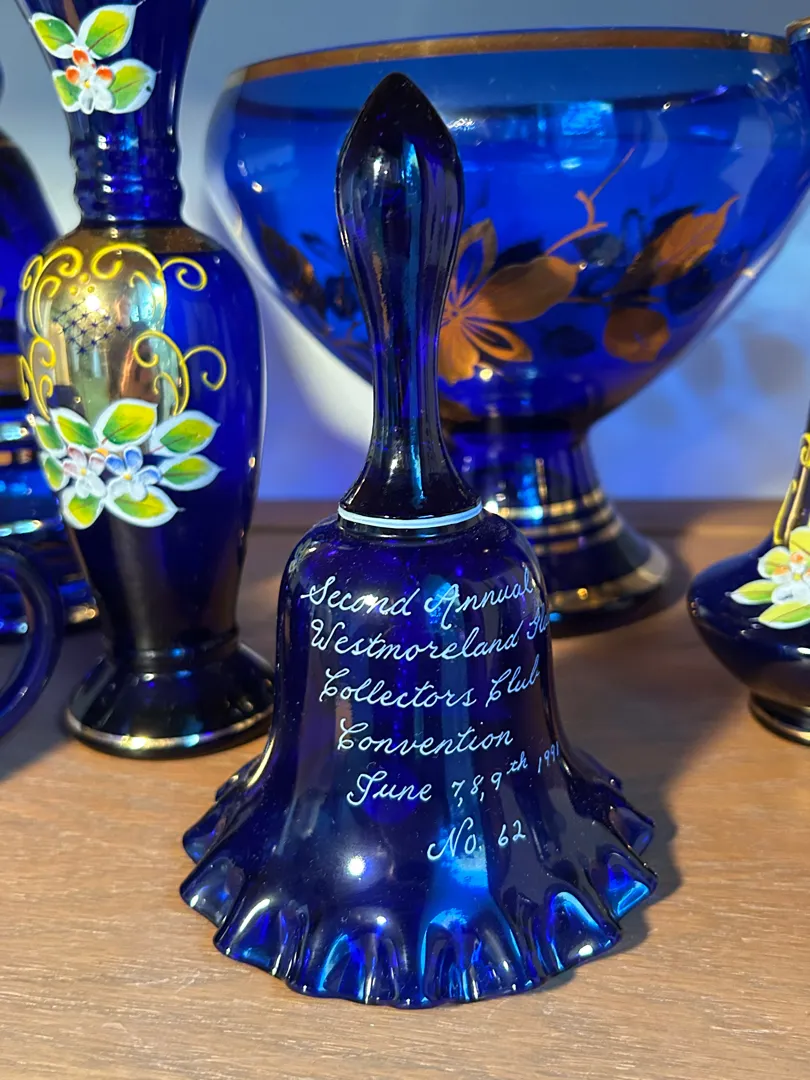 Second Annual
Westmoreland
Collectors Club
Convention
June 7,8,9th 1991
No. 62